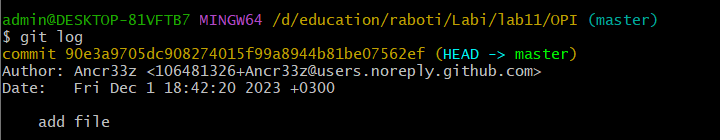 admin@DESKTOP-81VFTB7 MINGW64 /d/education/raboti/Labi/lab11/OPI (master)
$ git log
commit 90e3a9705dc908274015f99a8944b81be07562ef (HEAD -> master)
Author: Ancr33z <106481326+Ancr33z@users.noreply.github.com>
Date:   Fri Dec 1 18:42:20 2023 +0300

    add file